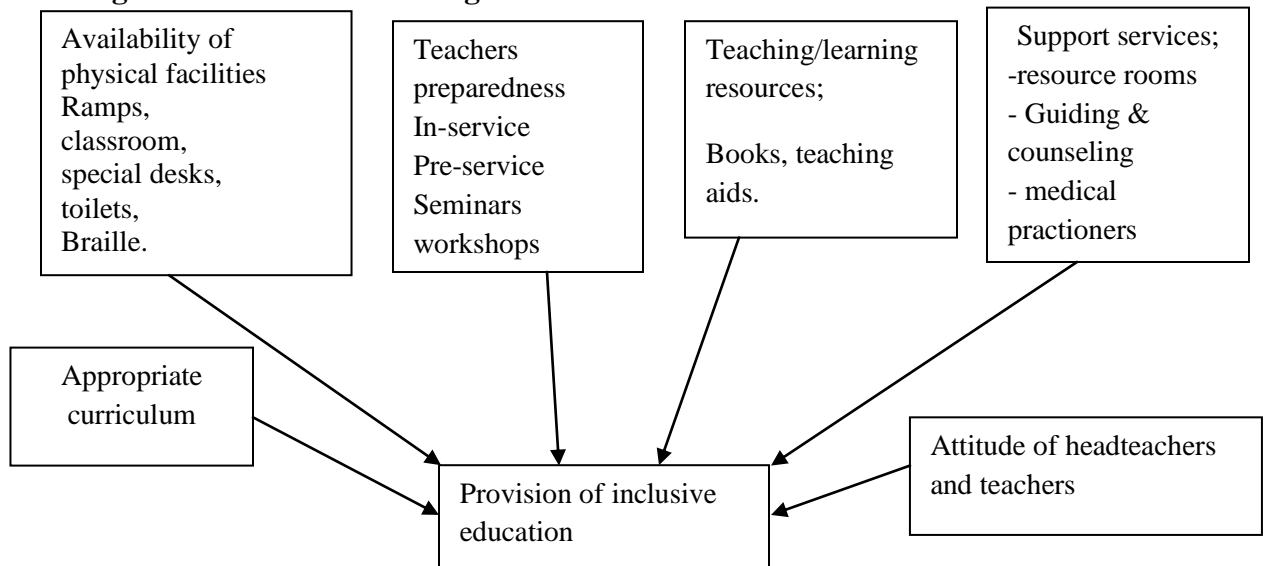 Availability of
physical facilities
Ramps,
classroom,
special desks,
toilets,
Braille.
Teachers
preparedness
In-service
Pre-service
Seminars
workshops
Teaching/learning
resources;
Books, teaching
aids.
Support services;
-resource rooms
- Guiding &
counseling
- medical
practioners
Appropriate
curriculum
Attitude of headteachers
and teachers
Provision of inclusive
education